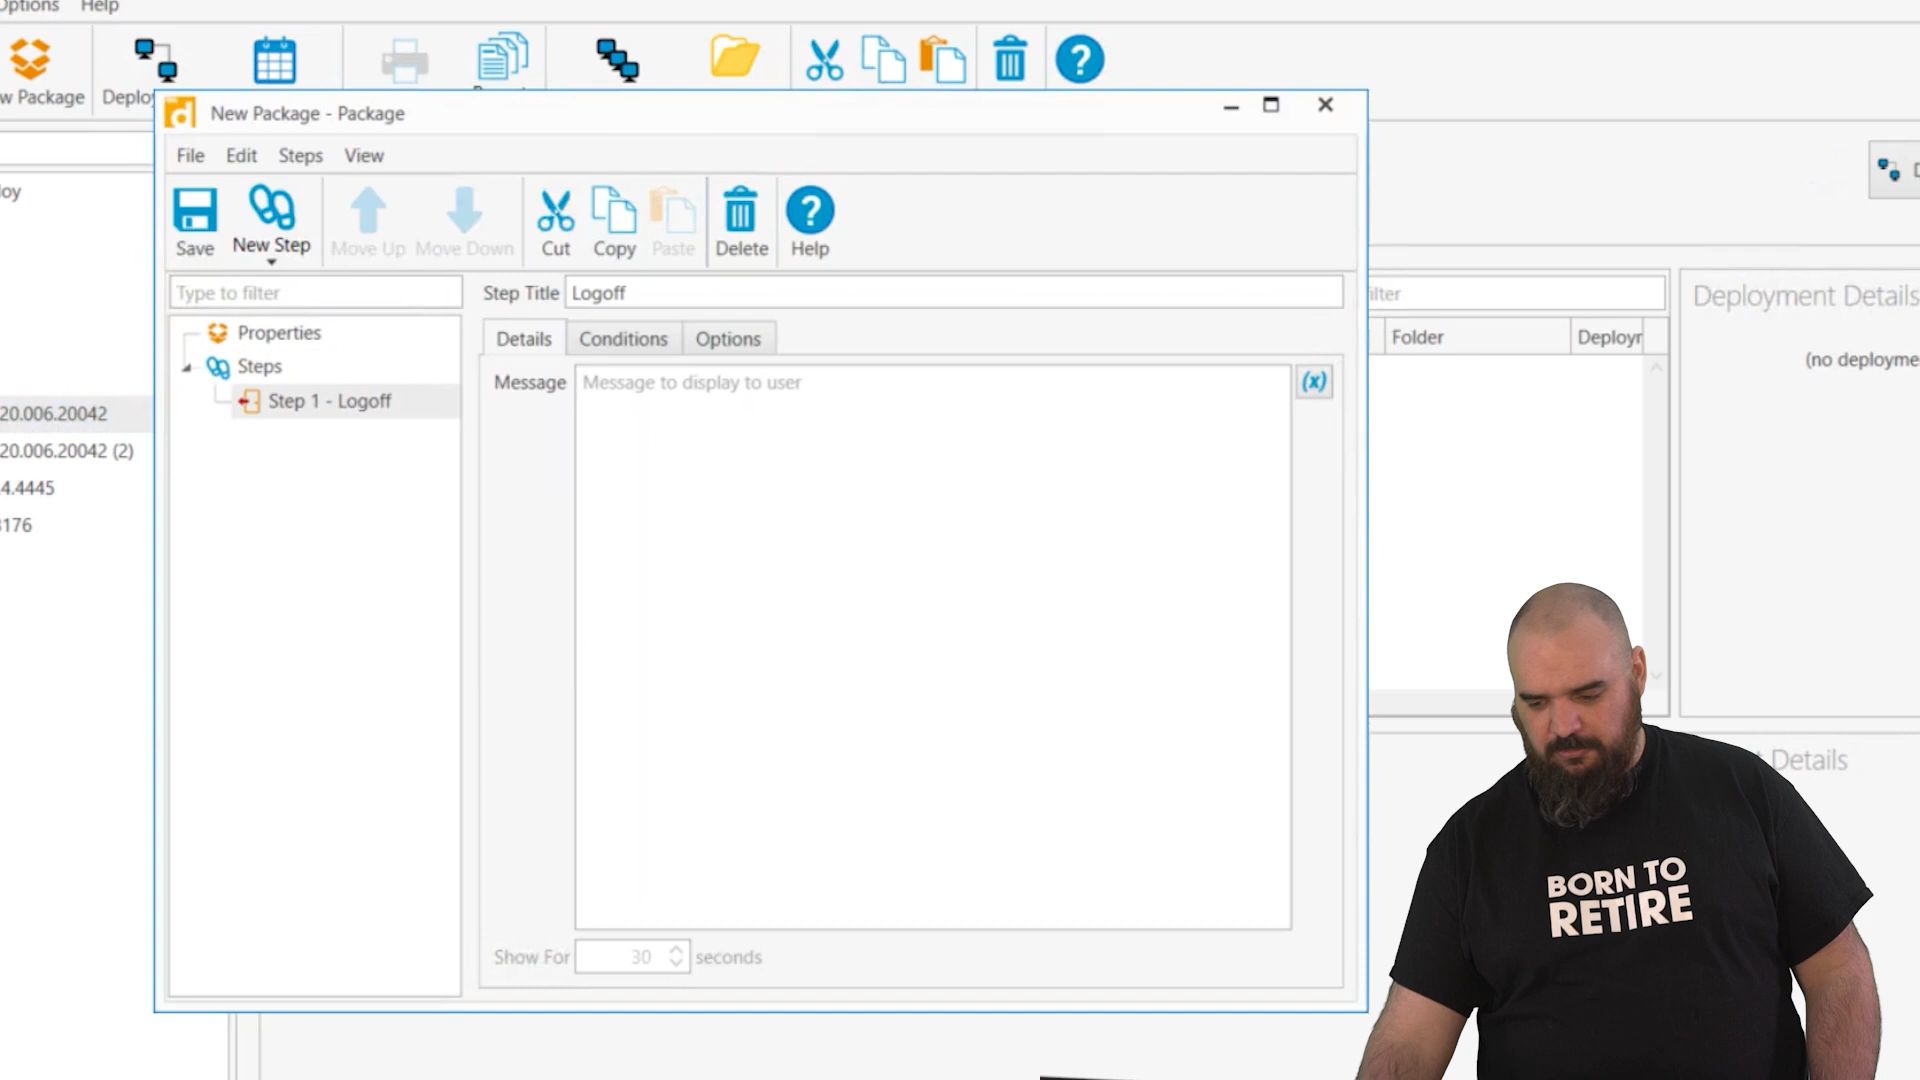 Options Help
w Package
Deplo
New Package - Package
File Edit Steps View
Save New Step Move Up Move Down Cut Copy Paste Delete Help
Type to filter
Step Title Logoff
Properties
Steps
Step 1 - Logoff
Details Conditions Options
Message Message to display to user
(x)
Show For 30 seconds
oy
20.006.20042
20.006.20042 (2)
4.4445
3176
ilter
Folder Deployr
Deployment Details
(no deployme
Details
BORN TO
RETIRE